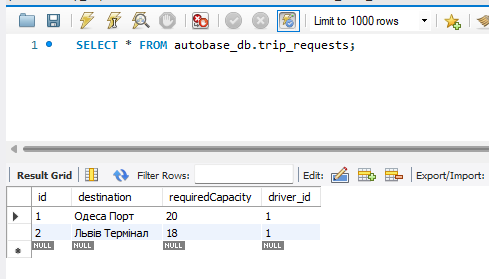 Limit to 1000 rows
1 SELECT * FROM autobase_db.trip_requests;
Result Grid Filter Rows: Edit: Export/Import:
id destination requiredCapacity driver_id
1 Одеса Порт 20 1
2 Львів Термінал 18 1
NULL NULL NULL NULL